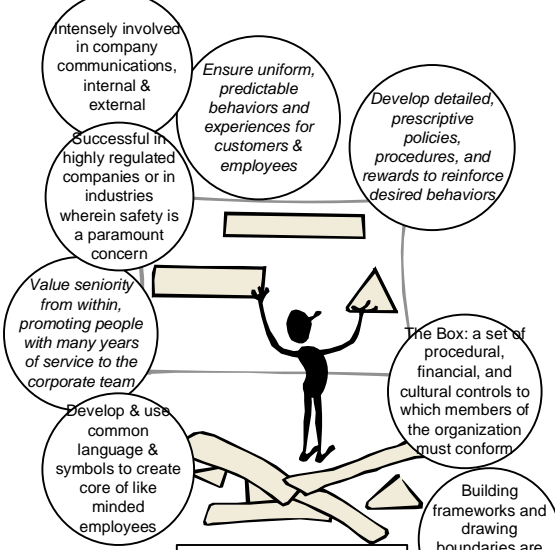 Intensely involved
in company
communications,
internal &
external
Ensure uniform,
predictable
behaviors and
experiences for
customers &
employees
Develop detailed,
prescriptive
policies,
procedures, and
rewards to reinforce
desired behaviors
Successful in
highly regulated
companies or in
industries
wherein safety is
a paramount
concern
Value seniority
from within,
promoting people
with many years
of service to the
corporate team
The Box: a set of
procedural,
financial, and
cultural controls to
which members of
the organization
must conform
Develop & use
common
language &
symbols to create
core of like
minded
employees
Building
frameworks and
drawing
boundaries are